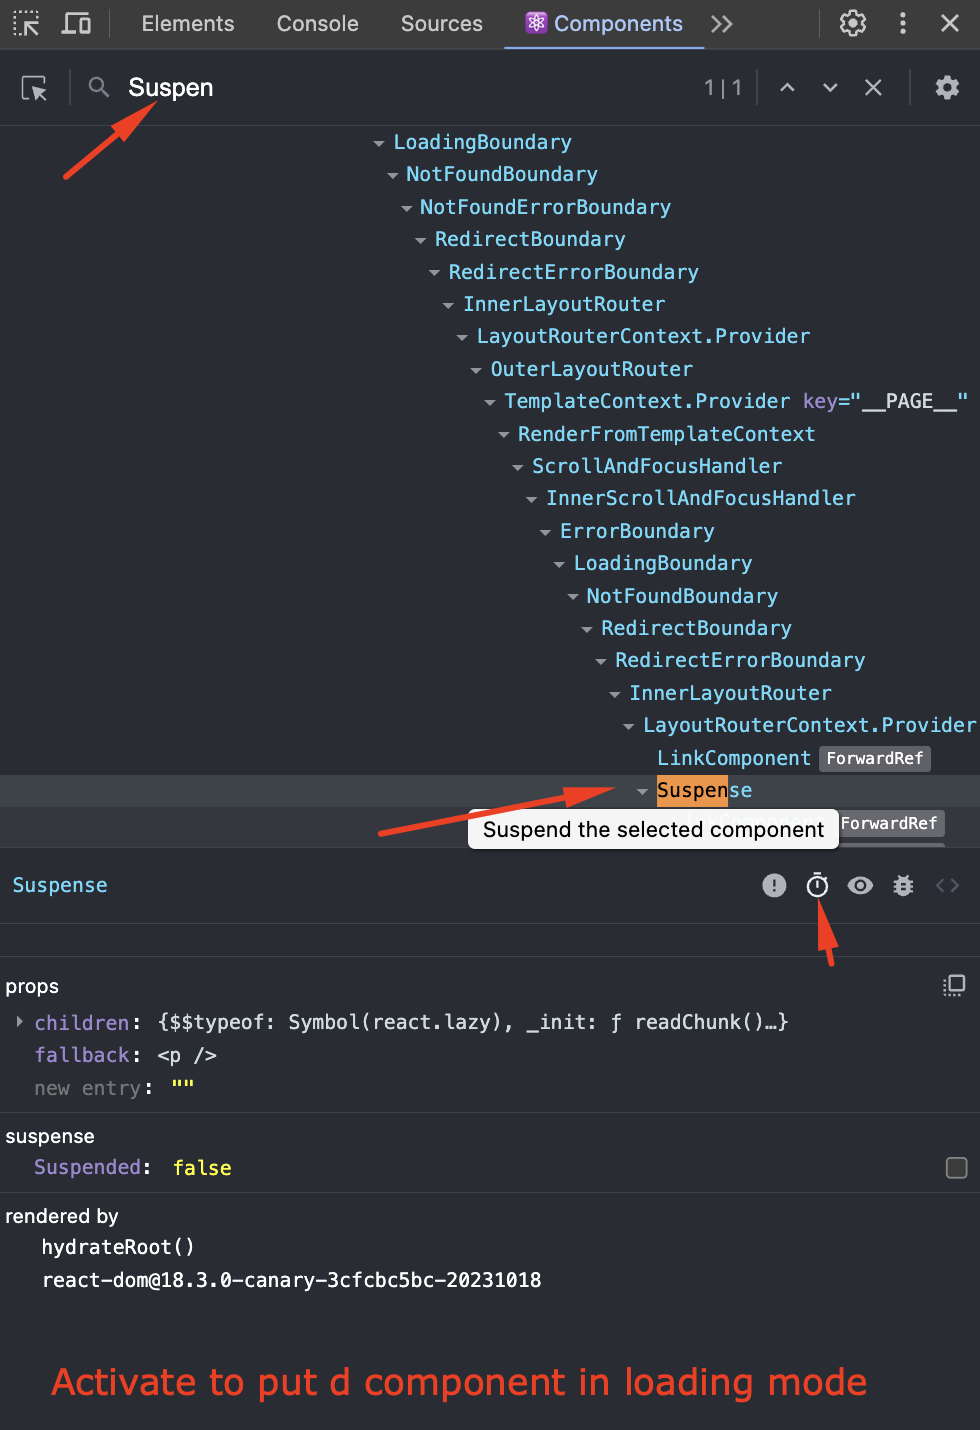 Elements Console Sources Components
Suspen 1 | 1
LoadingBoundary
NotFoundBoundary
NotFoundErrorBoundary
RedirectBoundary
RedirectErrorBoundary
InnerLayoutRouter
LayoutRouterContext.Provider
OuterLayoutRouter
TemplateContext.Provider key="__PAGE__"
RenderFromTemplateContext
ScrollAndFocusHandler
InnerScrollAndFocusHandler
ErrorBoundary
LoadingBoundary
NotFoundBoundary
RedirectBoundary
RedirectErrorBoundary
InnerLayoutRouter
LayoutRouterContext.Provider
LinkComponent ForwardRef
Suspense
Suspend the selected component ForwardRef
Suspense
props
children: {$$typeof: Symbol(react.lazy), _init: ƒ readChunk()…}
fallback: <p />
new entry: ""
suspense
Suspended: false
rendered by
hydrateRoot()
react-dom@18.3.0-canary-3cfcbc5bc-20231018
Activate to put d component in loading mode